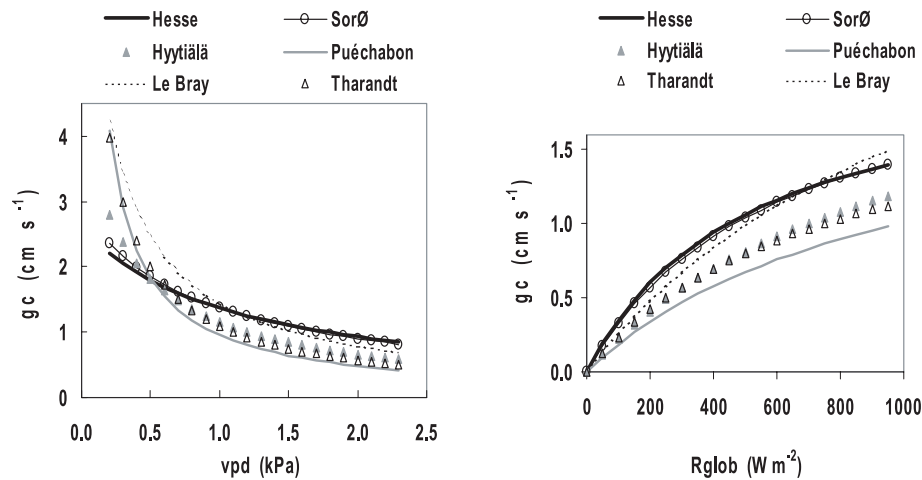 Hesse SorØ
Hyytiälä Puéchabon
Le Bray Tharandt
gc (cm s -1)
4
3
2
1
0
0.0 0.5 1.0 1.5 2.0 2.5
vpd (kPa)
Hesse SorØ
Hyytiälä Puéchabon
Tharandt Le Bray
gc (cm s -1)
1.5
1.0
0.5
0.0
0 200 400 600 800 1000
Rglob (W m-2)